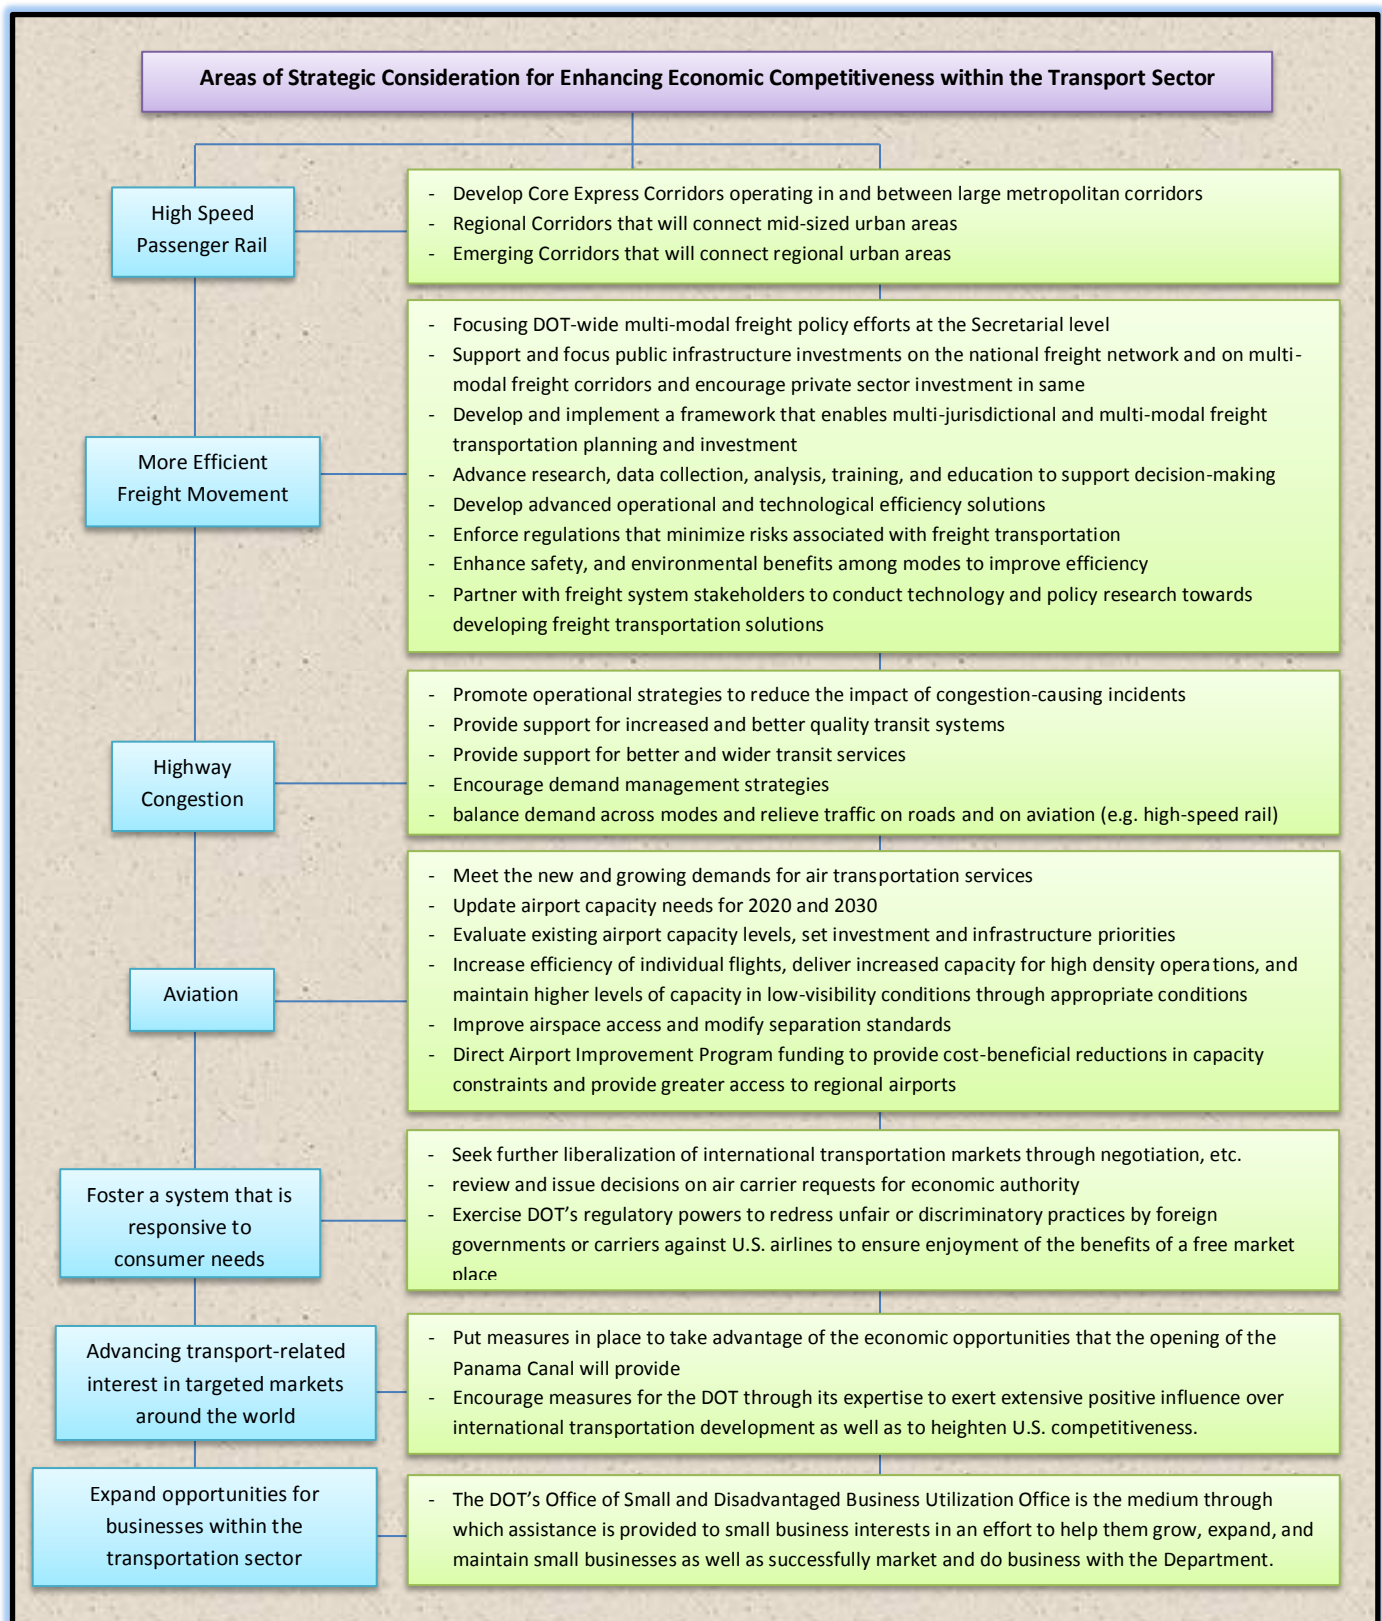 Areas of Strategic Consideration for Enhancing Economic Competitiveness within the Transport Sector
High Speed
Passenger Rail
- Develop Core Express Corridors operating in and between large metropolitan corridors
- Regional Corridors that will connect mid-sized urban areas
- Emerging Corridors that will connect regional urban areas
More Efficient
Freight Movement
- Focusing DOT-wide multi-modal freight policy efforts at the Secretarial level
- Support and focus public infrastructure investments on the national freight network and on multi-
modal freight corridors and encourage private sector investment in same
- Develop and implement a framework that enables multi-jurisdictional and multi-modal freight
transportation planning and investment
- Advance research, data collection, analysis, training, and education to support decision-making
- Develop advanced operational and technological efficiency solutions
- Enforce regulations that minimize risks associated with freight transportation
- Enhance safety, and environmental benefits among modes to improve efficiency
- Partner with freight system stakeholders to conduct technology and policy research towards
developing freight transportation solutions
Highway
Congestion
- Promote operational strategies to reduce the impact of congestion-causing incidents
- Provide support for increased and better quality transit systems
- Provide support for better and wider transit services
- Encourage demand management strategies
- balance demand across modes and relieve traffic on roads and on aviation (e.g. high-speed rail)
Aviation
- Meet the new and growing demands for air transportation services
- Update airport capacity needs for 2020 and 2030
- Evaluate existing airport capacity levels, set investment and infrastructure priorities
- Increase efficiency of individual flights, deliver increased capacity for high density operations, and
maintain higher levels of capacity in low-visibility conditions through appropriate conditions
- Improve airspace access and modify separation standards
- Direct Airport Improvement Program funding to provide cost-beneficial reductions in capacity
constraints and provide greater access to regional airports
Foster a system that is
responsive to
consumer needs
- Seek further liberalization of international transportation markets through negotiation, etc.
- review and issue decisions on air carrier requests for economic authority
- Exercise DOT's regulatory powers to redress unfair or discriminatory practices by foreign
governments or carriers against U.S. airlines to ensure enjoyment of the benefits of a free market
place
Advancing transport-related
interest in targeted markets
around the world
- Put measures in place to take advantage of the economic opportunities that the opening of the
Panama Canal will provide
- Encourage measures for the DOT through its expertise to exert extensive positive influence over
international transportation development as well as to heighten U.S. competitiveness.
Expand opportunities for
businesses within the
transportation sector
- The DOT's Office of Small and Disadvantaged Business Utilization Office is the medium through
which assistance is provided to small business interests in an effort to help them grow, expand, and
maintain small businesses as well as successfully market and do business with the Department.